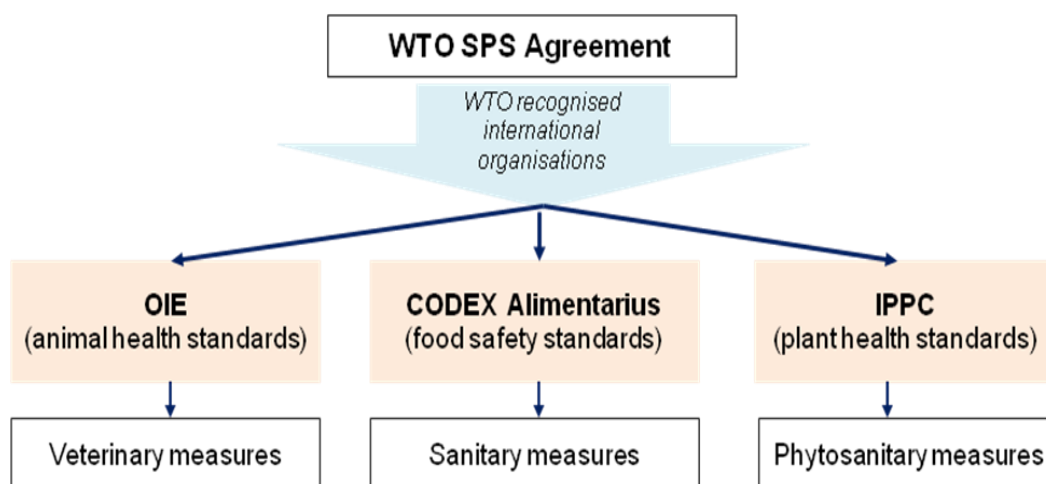 WTO SPS Agreement
WTO recognised
international
organisations
OIE
(animal health standards)
CODEX Alimentarius
(food safety standards)
IPPC
(plant health standards)
Veterinary measures
Sanitary measures
Phytosanitary measures